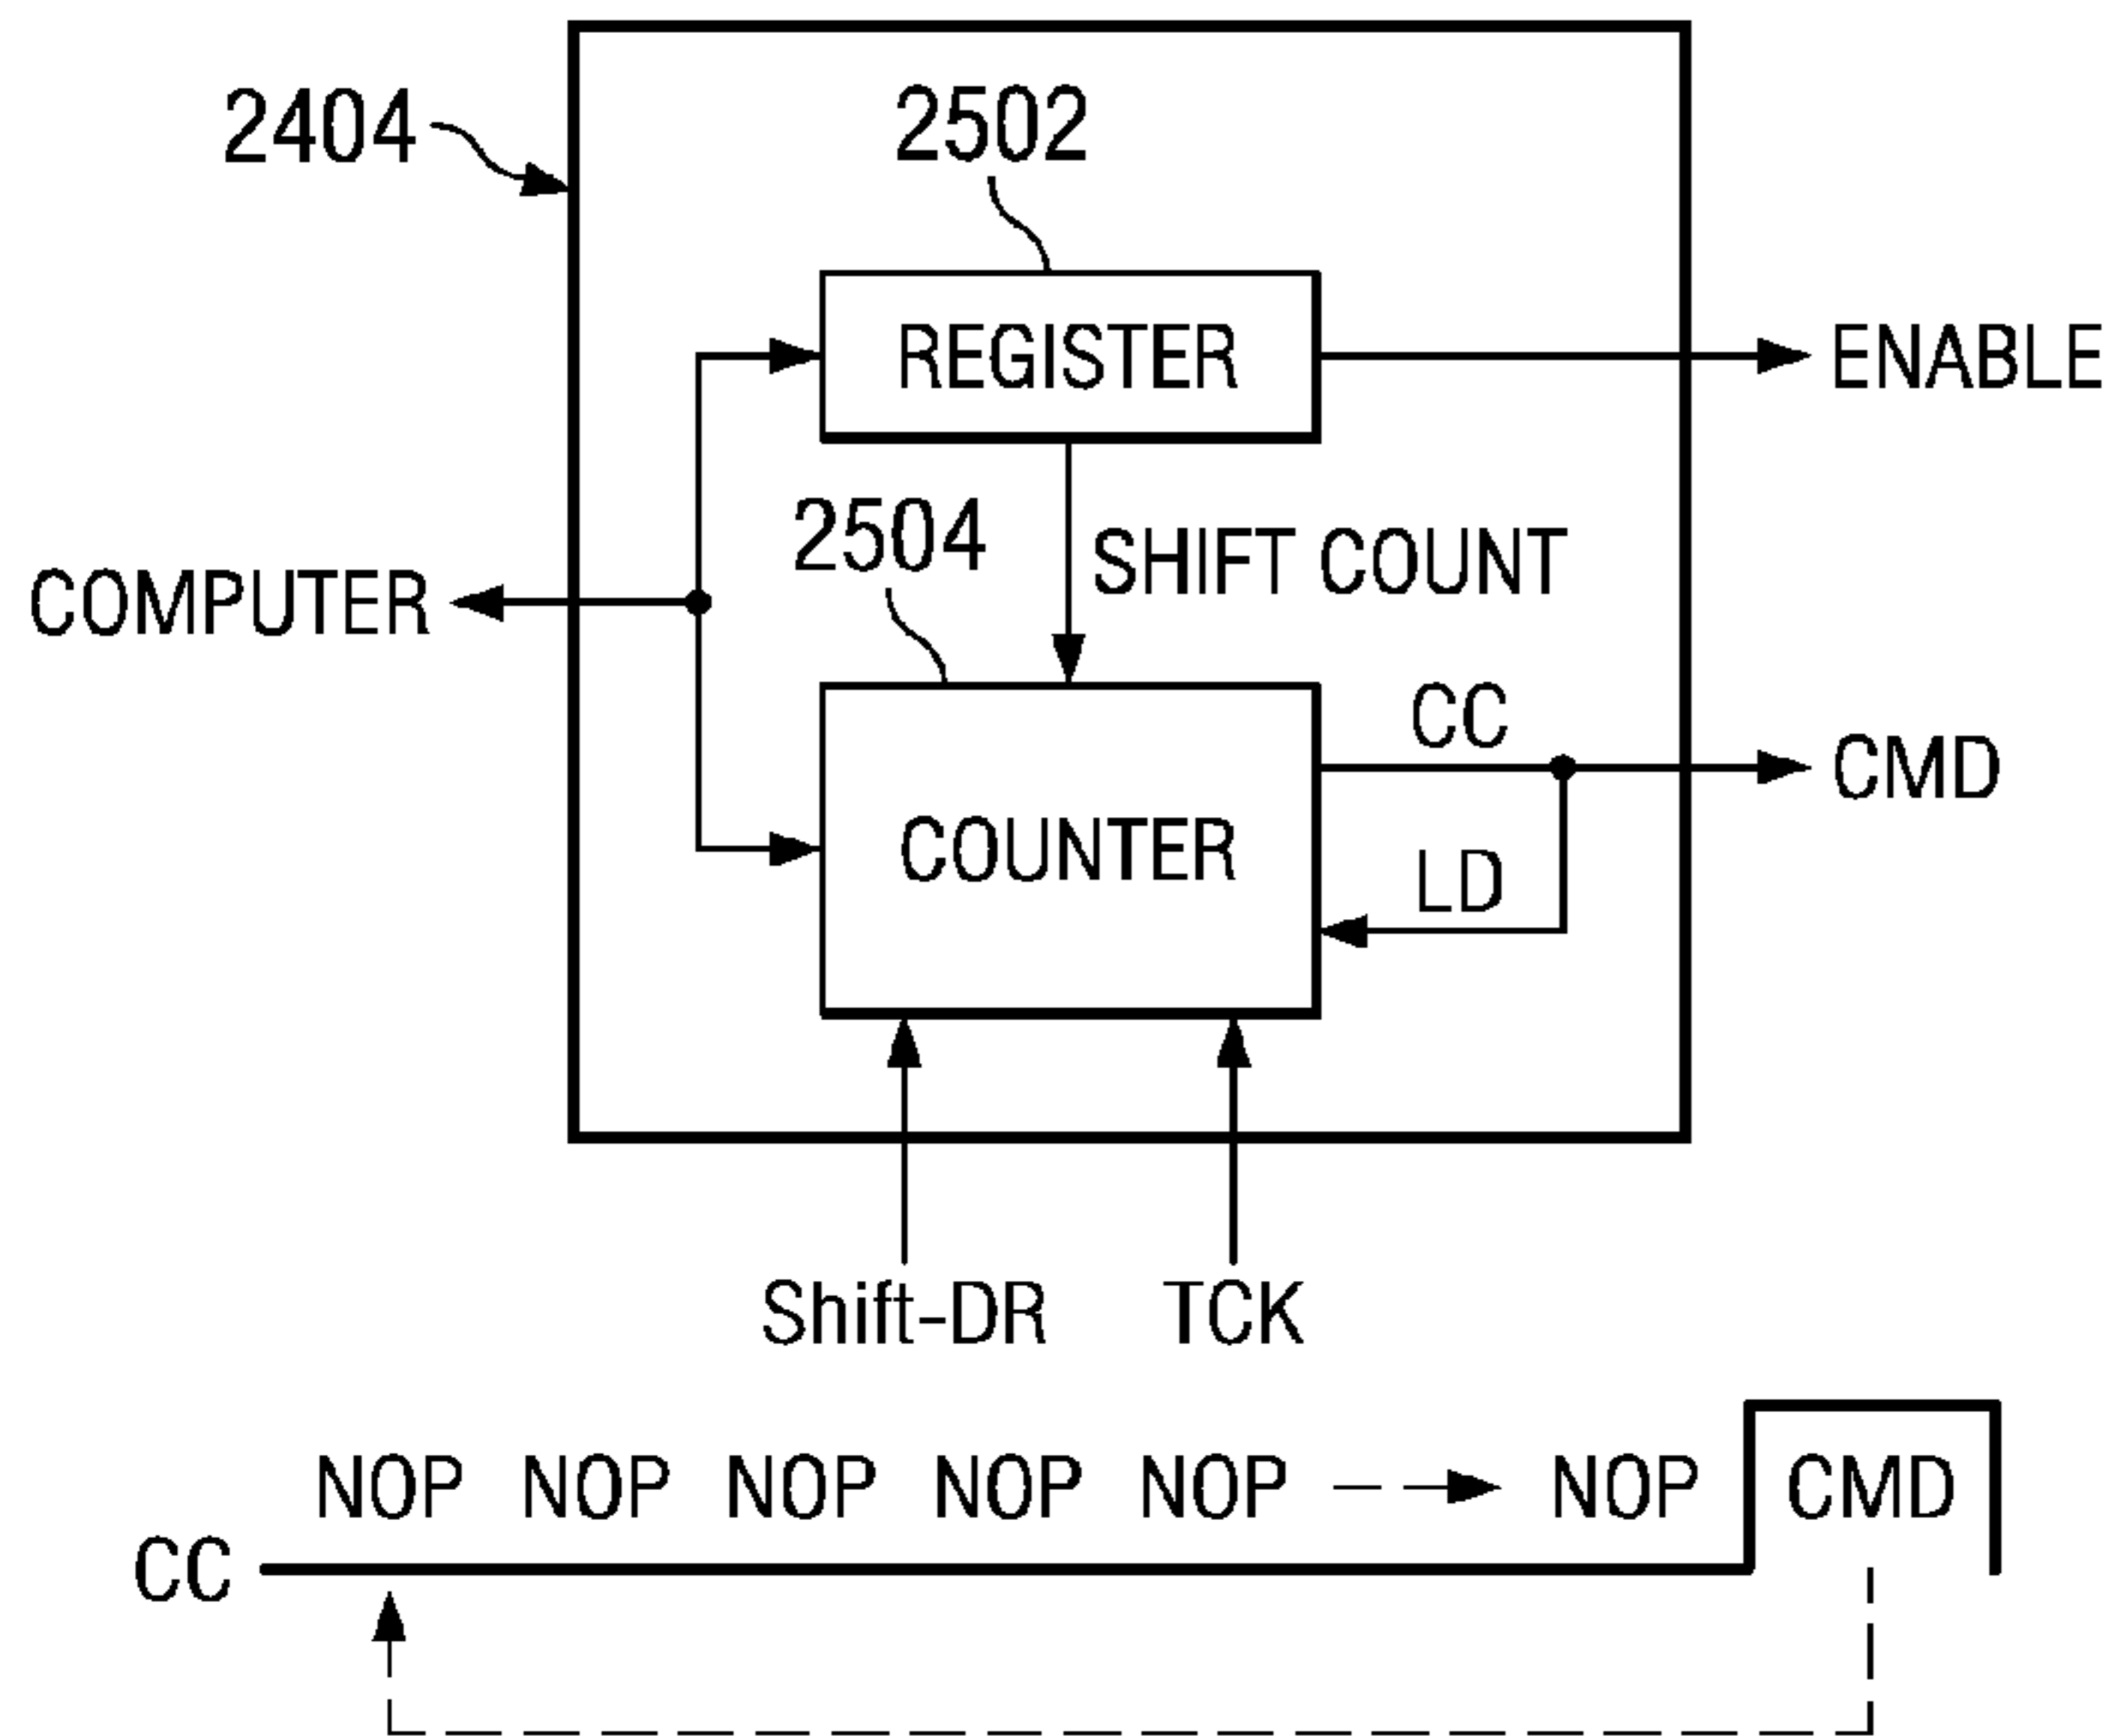 2404
2502
REGISTER
ENABLE
2504
SHIFT COUNT
COMPUTER
CC
CMD
COUNTER
LD
Shift-DR TCK
NOP NOP NOP NOP NOP NOP CMD
CC